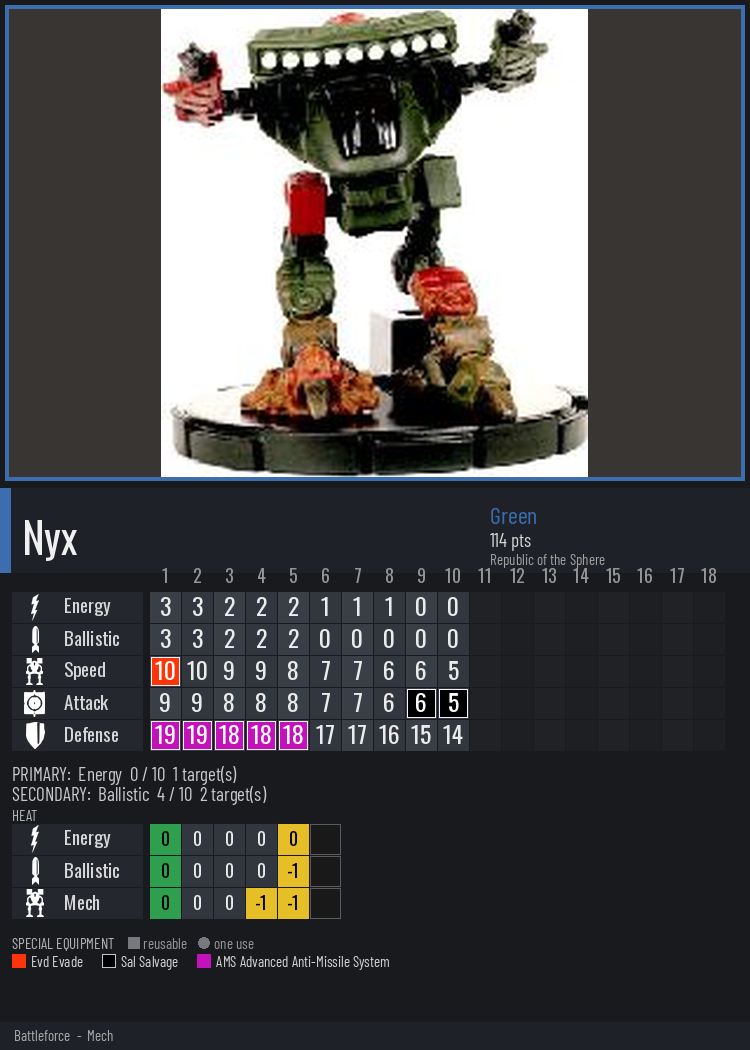 Nyx
Green
114 pts
Republic of the Sphere
1 2 3 4 5 6 7 8 9 10 11 12 13 14 15 16 17 18
Energy 3 3 2 2 2 1 1 1 0 0
Ballistic 3 3 2 2 2 0 0 0 0 0
Speed 10 10 9 9 8 7 7 6 6 5
Attack 9 9 8 8 8 7 7 6 6 5
Defense 19 19 18 18 18 17 17 16 15 14
PRIMARY: Energy 0 / 10 1 target(s)
SECONDARY: Ballistic 4 / 10 2 target(s)
HEAT
Energy 0 0 0 0 0
Ballistic 0 0 0 0 -1
Mech 0 0 0 -1 -1
SPECIAL EQUIPMENT reusable one use
Evd Evade Sal Salvage AMS Advanced Anti-Missile System
Battleforce - Mech